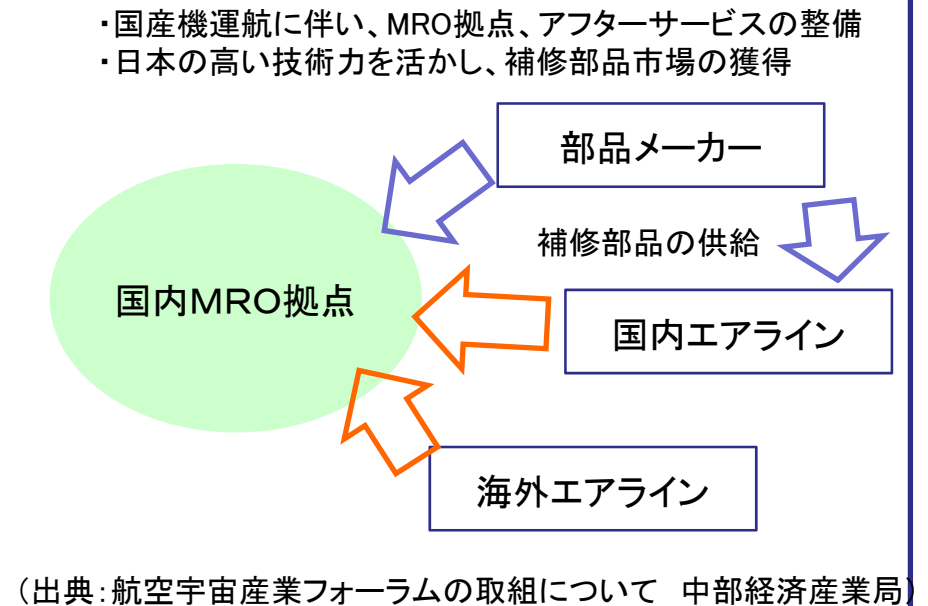 ・国産機運航に伴い、MRO拠点、アフターサービスの整備
・日本の高い技術力を活かし、補修部品市場の獲得
部品メーカー
補修部品の供給
国内MRO拠点
国内エアライン
海外エアライン
（出典：航空宇宙産業フォーラムの取組について　中部経済産業局）